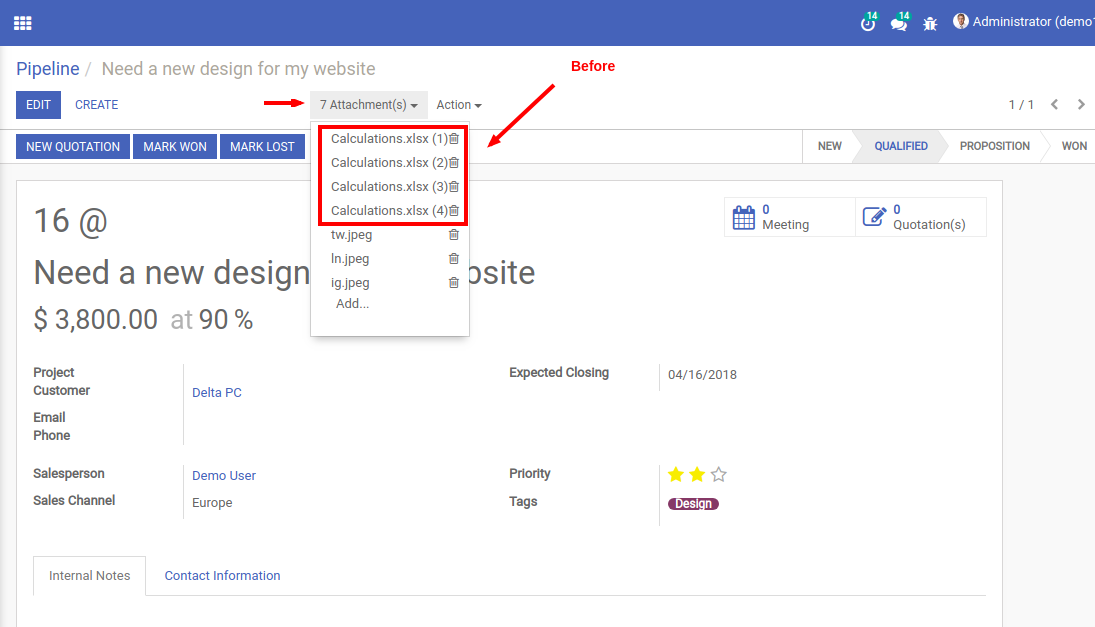 14 14 Administrator (demo1
Pipeline / Need a new design for my website
Before
EDIT CREATE 7 Attachment(s) Action 1 / 1
NEW QUOTATION MARK WON MARK LOST NEW QUALIFIED PROPOSITION WON
Calculations.xlsx (1)
Calculations.xlsx (2)
Calculations.xlsx (3)
Calculations.xlsx (4)
tw.jpeg
ln.jpeg
ig.jpeg
Add...
16 @
0 Meeting
0 Quotation(s)
Need a new design bsite
$ 3,800.00 at 90 %
Project
Customer Delta PC
Expected Closing 04/16/2018
Email
Phone
Salesperson Demo User
Priority
Sales Channel Europe
Tags Design
Internal Notes Contact Information